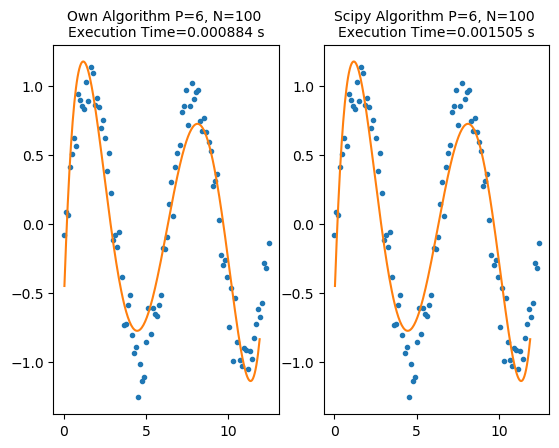 Own Algorithm P=6, N=100
Execution Time=0.000884 s
Scipy Algorithm P=6, N=100
Execution Time=0.001505 s
1.0
0.5
0.0
−0.5
−1.0
0 5 10
1.0
0.5
0.0
−0.5
−1.0
0 5 10